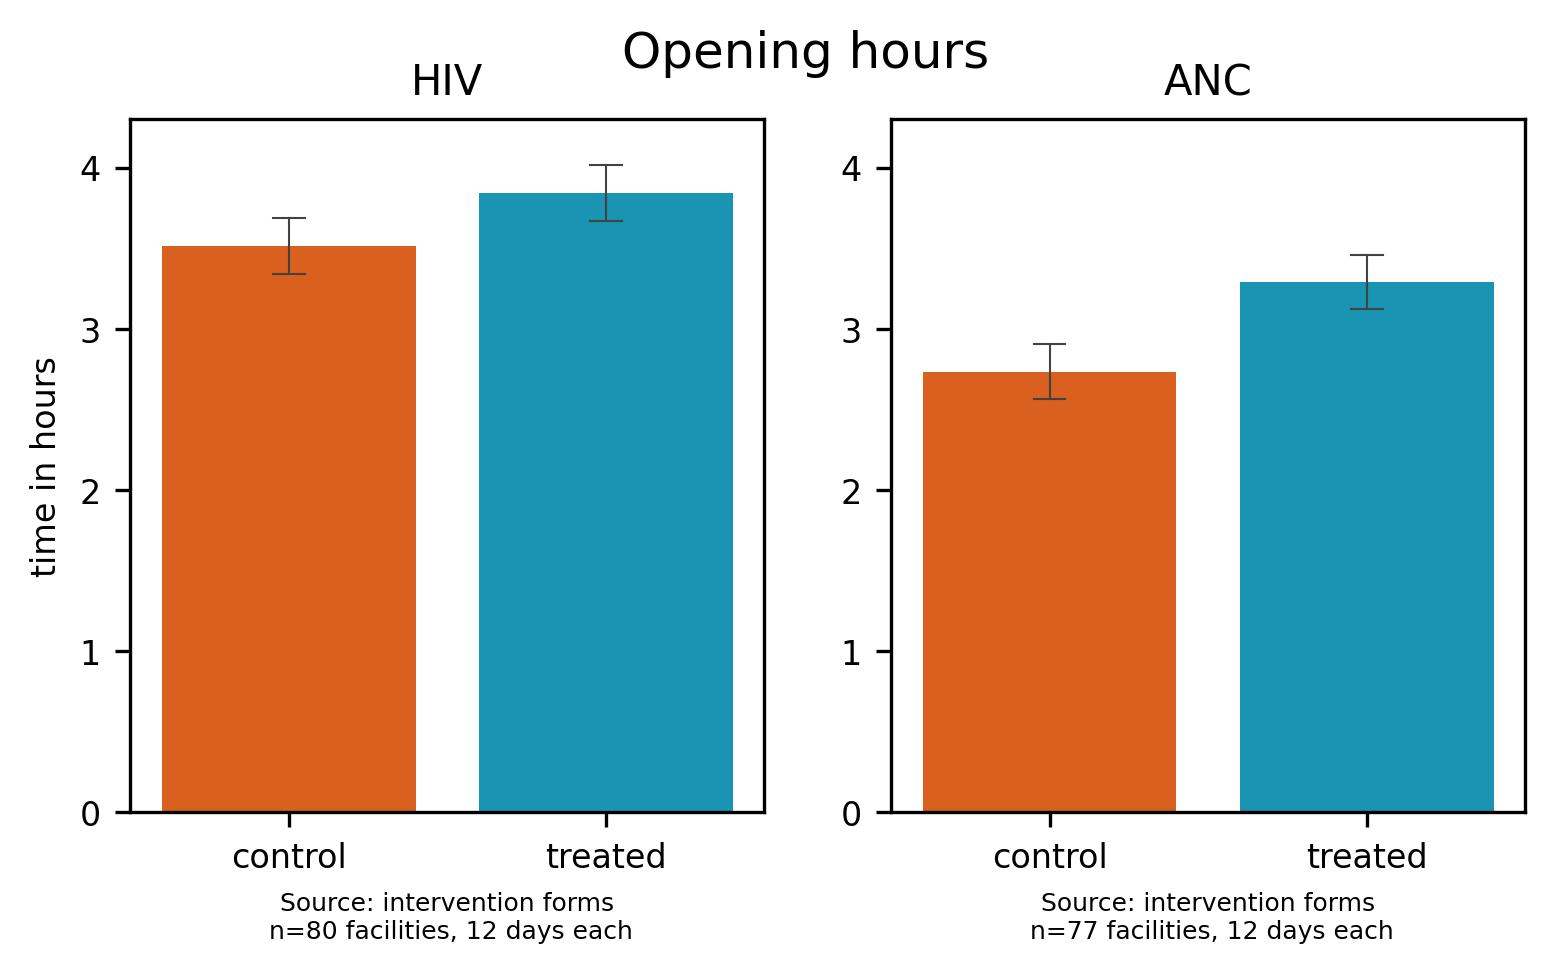 Opening hours
HIV
ANC
time in hours
4
3
2
1
0
control
treated
4
3
2
1
0
control
treated
Source: intervention forms
n=80 facilities, 12 days each
Source: intervention forms
n=77 facilities, 12 days each